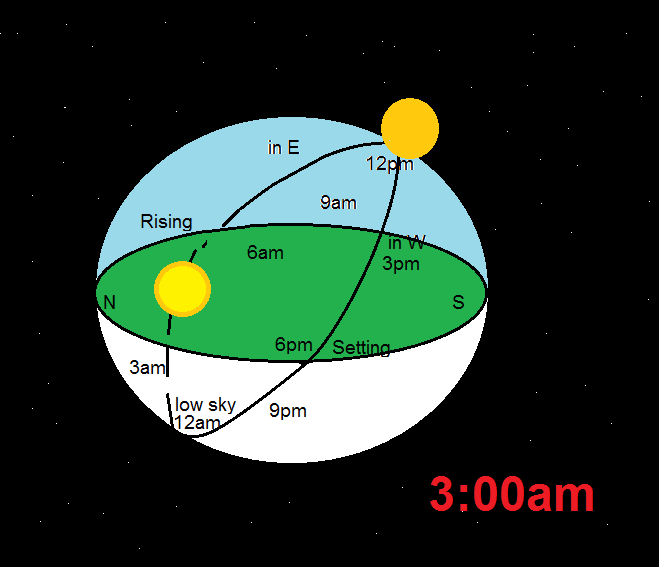 in E
12pm
9am
Rising
in W
6am
3pm
N
S
6pm
Setting
3am
low sky
12am
9pm
3:00am